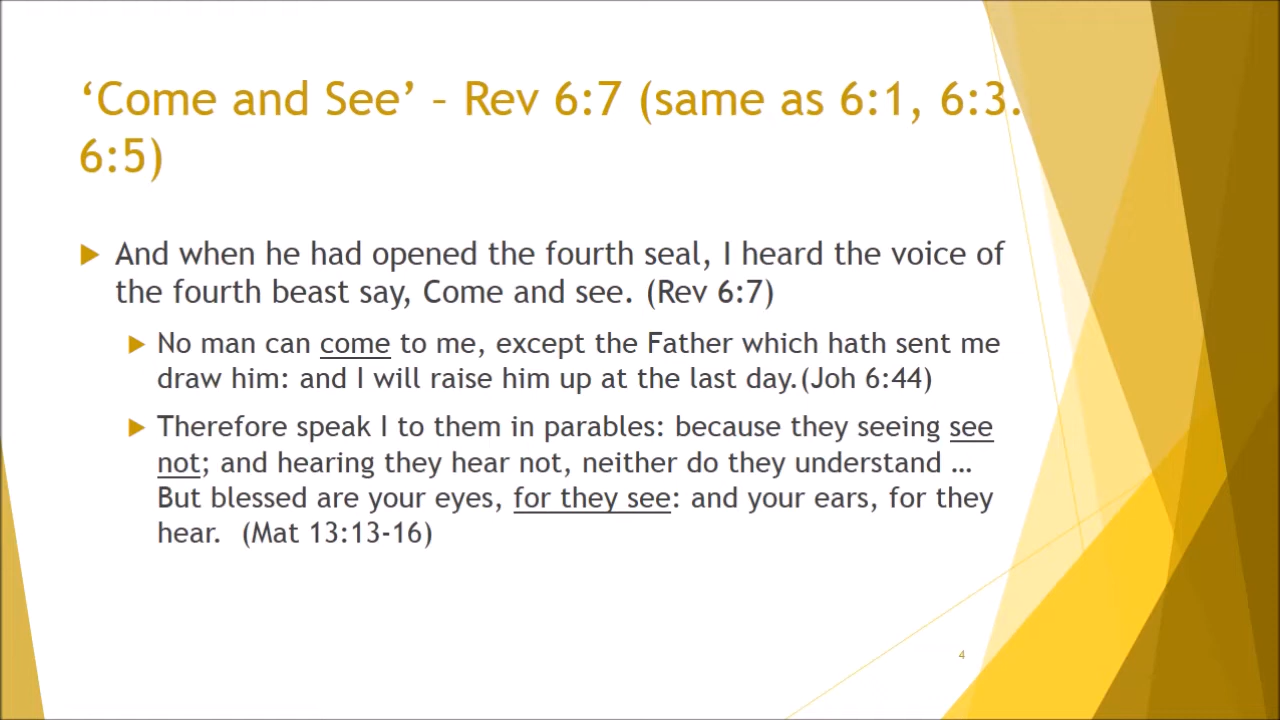 ‘Come and See’ – Rev 6:7 (same as 6:1, 6:3.
6:5)
And when he had opened the fourth seal, I heard the voice of
the fourth beast say, Come and see. (Rev 6:7)
No man can come to me, except the Father which hath sent me
draw him: and I will raise him up at the last day.(Joh 6:44)
Therefore speak I to them in parables: because they seeing see
not; and hearing they hear not, neither do they understand …
But blessed are your eyes, for they see: and your ears, for they
hear. (Mat 13:13-16)
4